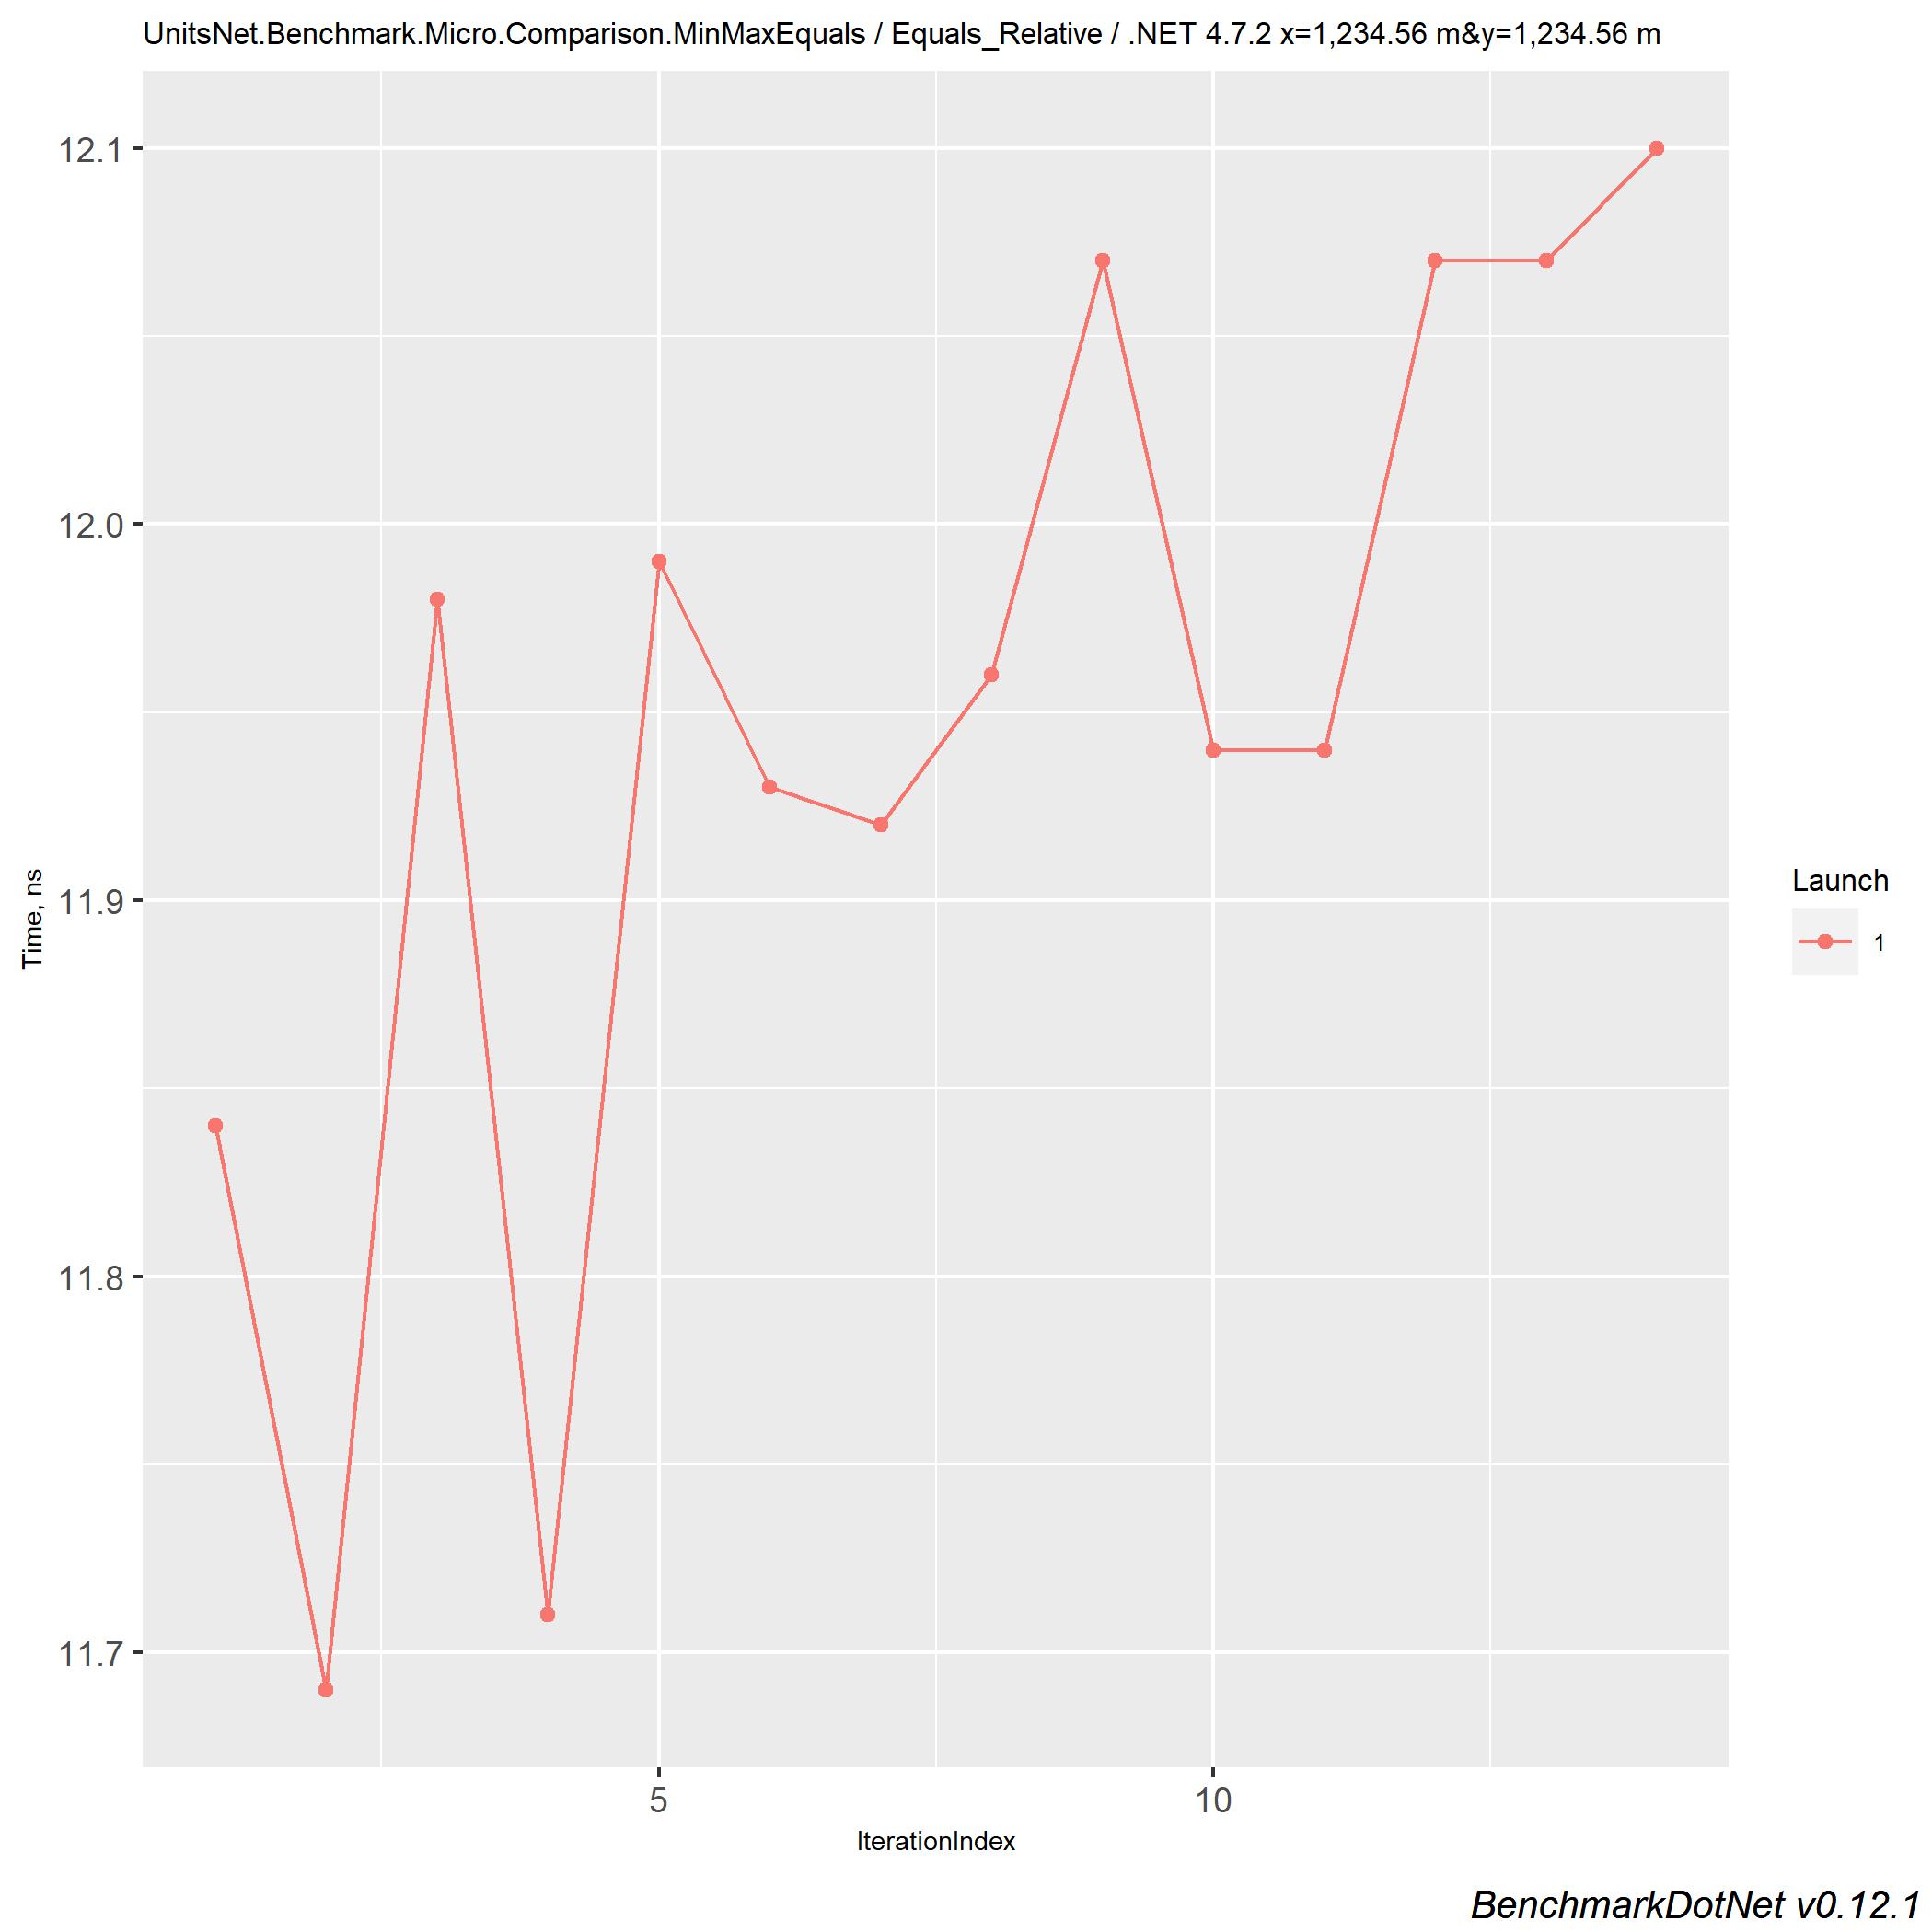 UnitsNet.Benchmark.Micro.Comparison.MinMaxEquals / Equals_Relative / .NET 4.7.2 x=1,234.56 m&y=1,234.56 m
12.1
12.0
11.9
11.8
11.7
Time, ns
5
10
IterationIndex
Launch
1
BenchmarkDotNet v0.12.1